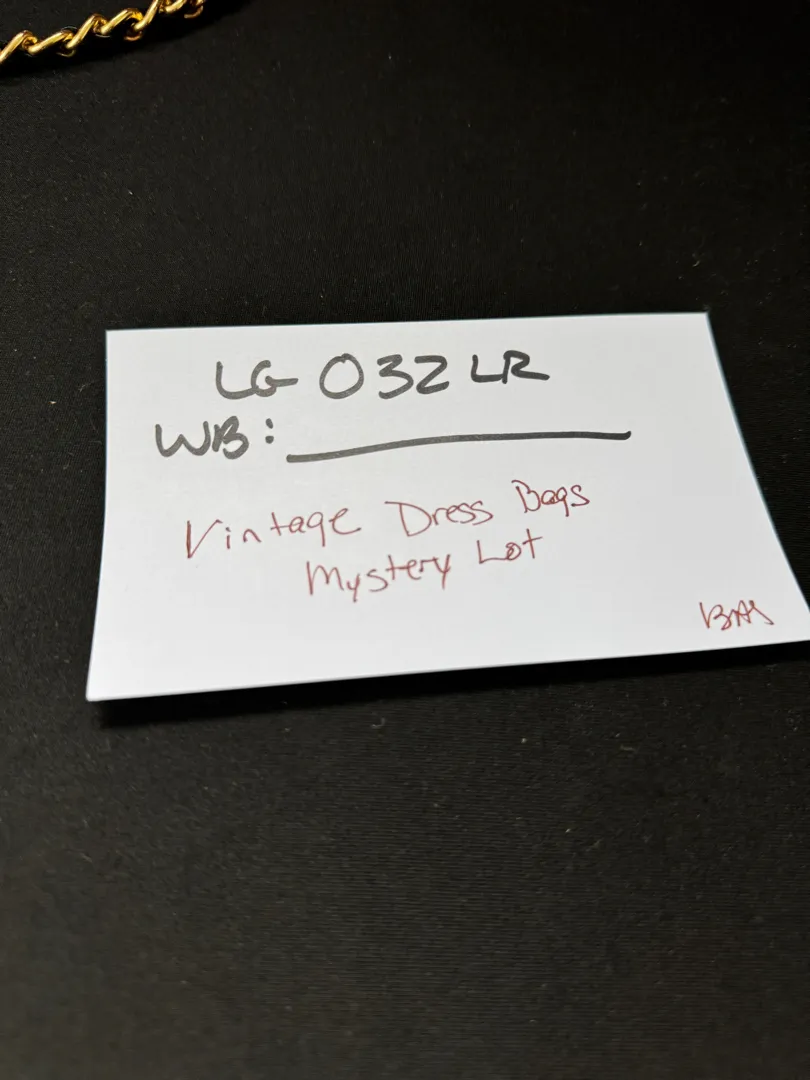 LG 032 LR
WB:
Vintage Dress Bags
Mystery Lot